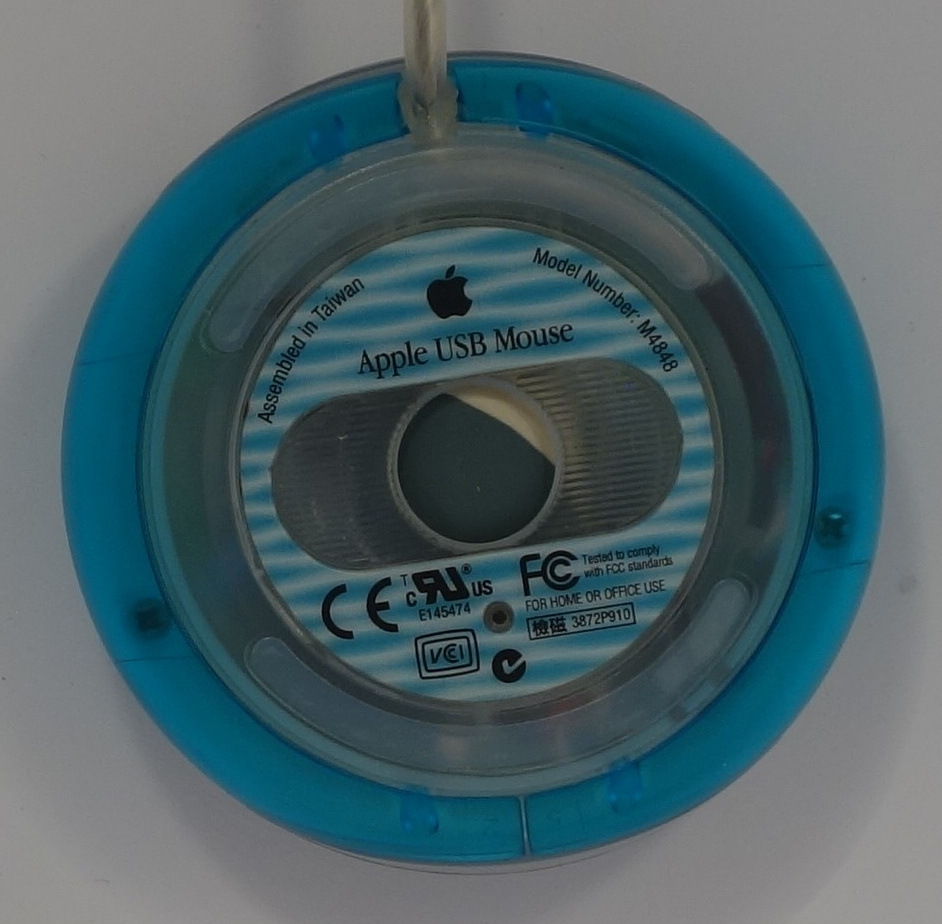 Assembled in Taiwan
Model Number: M4848
Apple USB Mouse
CE
C RU® US
E145474
FC Tested to comply
with FCC standards
FOR HOME OR OFFICE USE
檢磁 3872P910
VCI